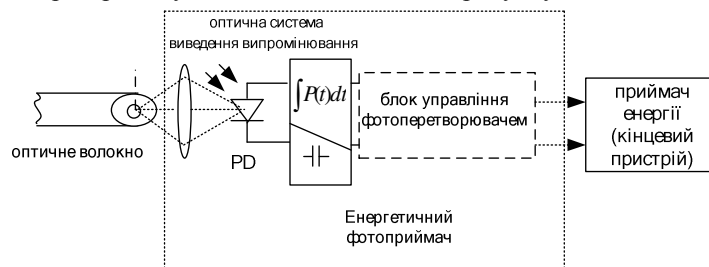 оптична система
виведення випромінювання
∫P(t)dt
блок управління
фотоперетворювачем
приймач
енергії
(кінцевий
пристрій)
оптичне волокно
PD
Енергетичний
фотоприймач